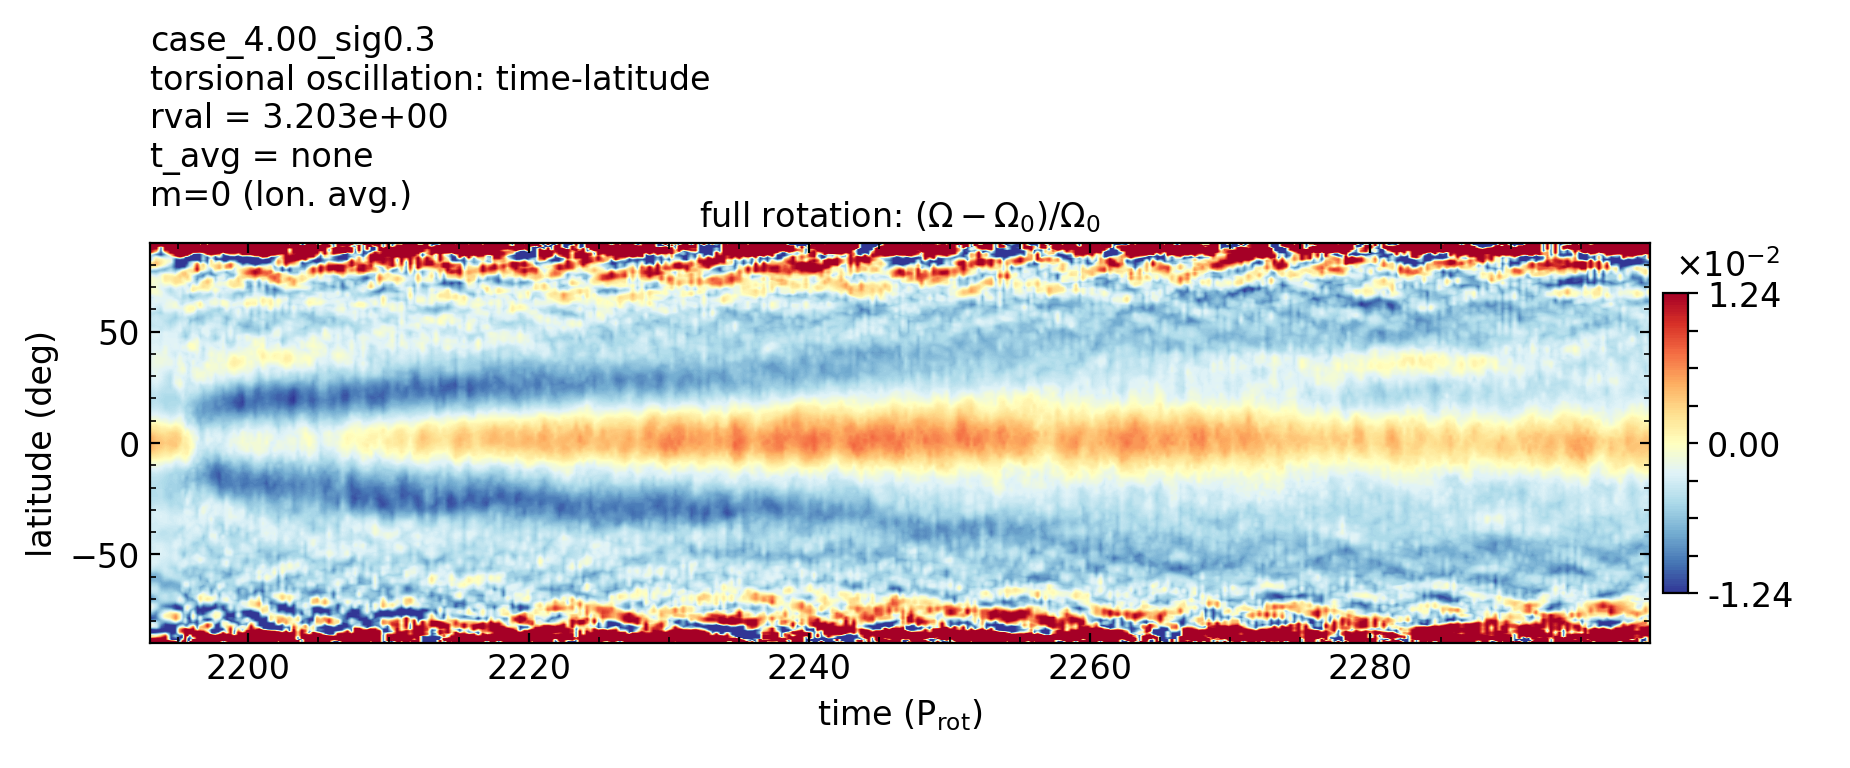 case_4.00_sig0.3
torsional oscillation: time-latitude
rval = 3.203e+00
t_avg = none
m=0 (lon. avg.)
full rotation: (Ω − Ω₀)/Ω₀
×10⁻²
1.24
0.00
-1.24
50
0
−50
latitude (deg)
2200 2220 2240 2260 2280
time (P_rot)